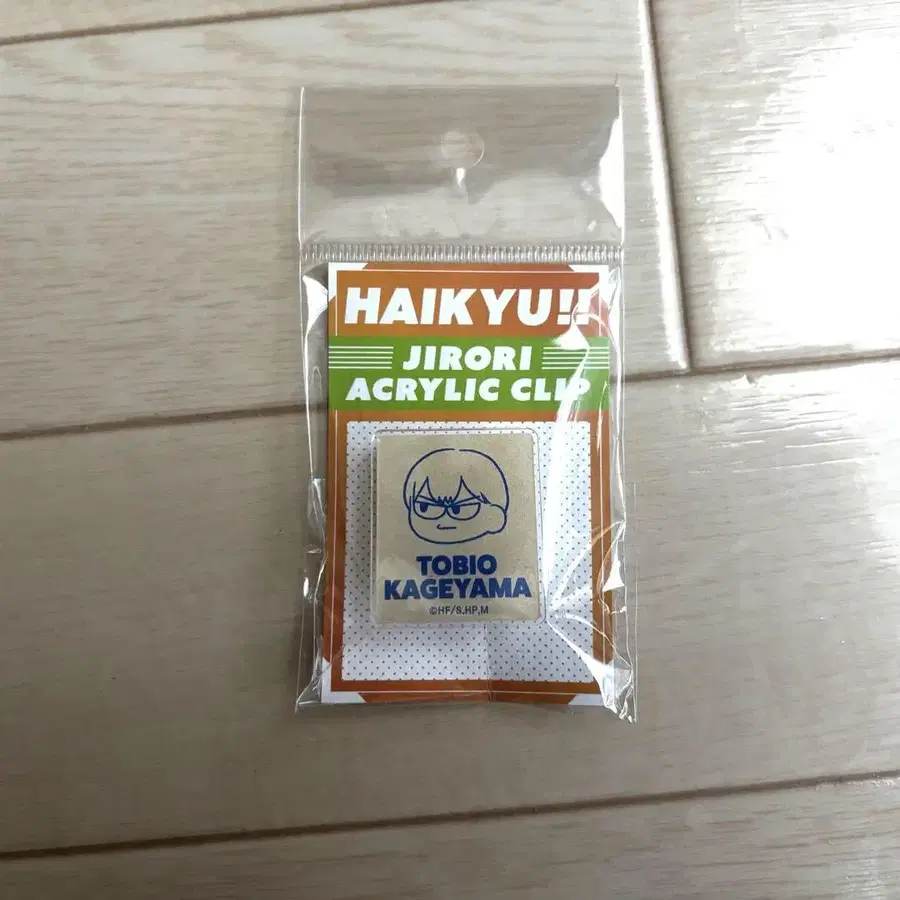 HAIKYU!!
JIRORI
ACRYLIC CLIP
TOBIO
KAGEYAMA
©HF/S.HP,M